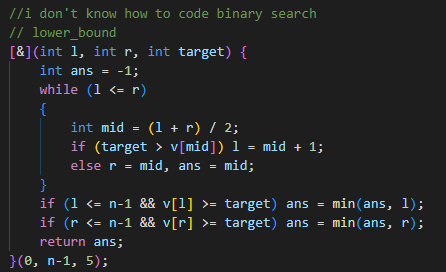 //i don't know how to code binary search
// lower_bound
[&](int l, int r, int target) {
    int ans = -1;
    while (l <= r)
    {
        int mid = (l + r) / 2;
        if (target > v[mid]) l = mid + 1;
        else r = mid, ans = mid;
    }
    if (l <= n-1 && v[l] >= target) ans = min(ans, l);
    if (r <= n-1 && v[r] >= target) ans = min(ans, r);
    return ans;
}(0, n-1, 5);